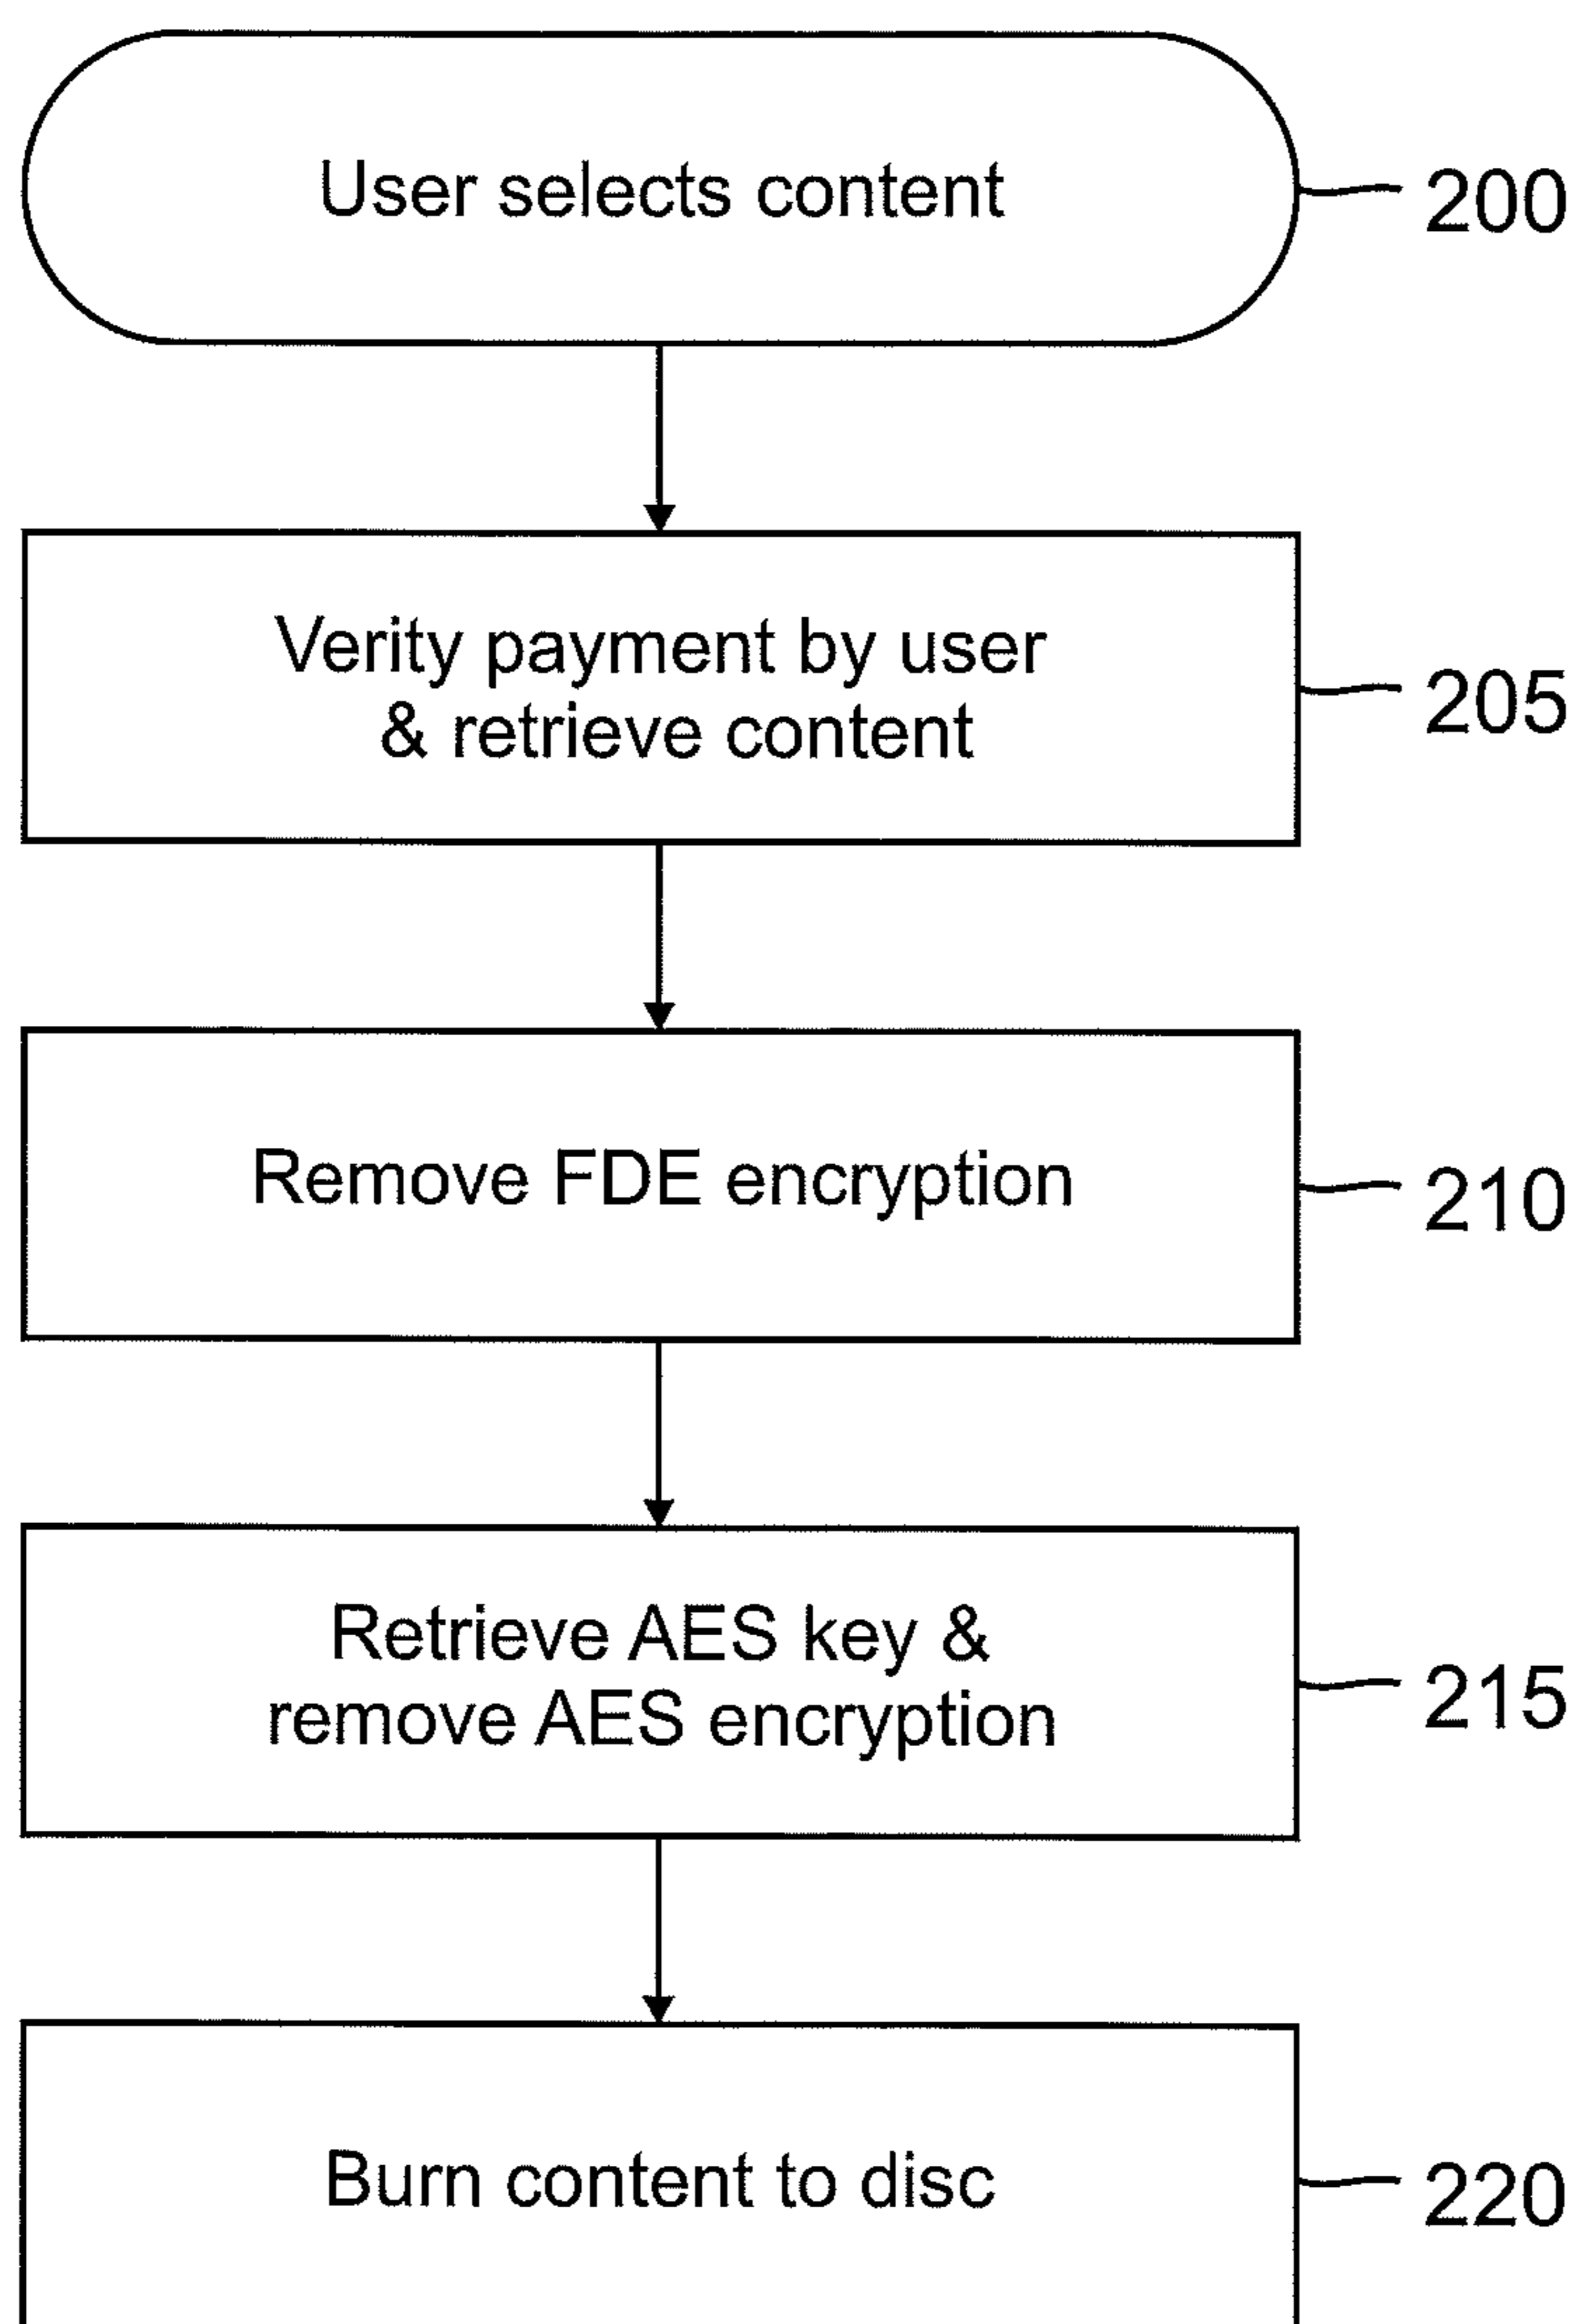 User selects content
200
Verity payment by user
& retrieve content
205
Remove FDE encryption
210
Retrieve AES key &
remove AES encryption
215
Burn content to disc
220